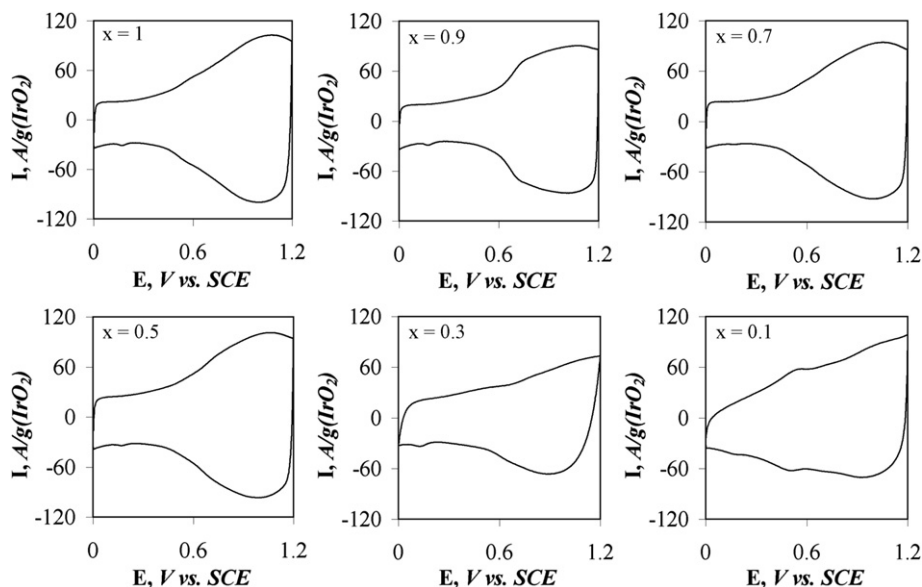 x = 1
I, A/g(IrO2)
120
60
0
-60
-120
0
0.6
1.2
E, V vs. SCE
x = 0.9
I, A/g(IrO2)
120
60
0
-60
-120
0
0.6
1.2
E, V vs. SCE
x = 0.7
I, A/g(IrO2)
120
60
0
-60
-120
0
0.6
1.2
E, V vs. SCE
x = 0.5
I, A/g(IrO2)
120
60
0
-60
-120
0
0.6
1.2
E, V vs. SCE
x = 0.3
I, A/g(IrO2)
120
60
0
-60
-120
0
0.6
1.2
E, V vs. SCE
x = 0.1
I, A/g(IrO2)
120
60
0
-60
-120
0
0.6
1.2
E, V vs. SCE